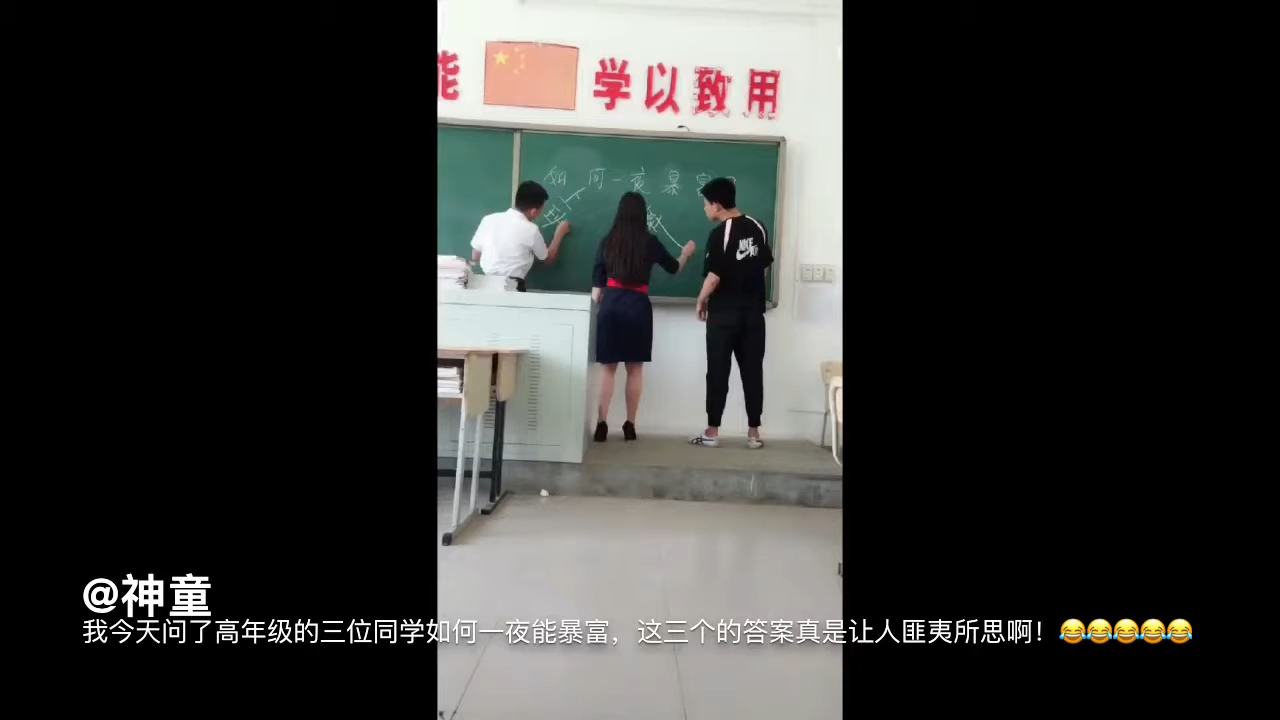 能 学以致用
如何一夜暴富?
NIKE
@神童
我今天问了高年级的三位同学如何一夜能暴富，这三个的答案真是让人匪夷所思啊！😂😂😂😂😂